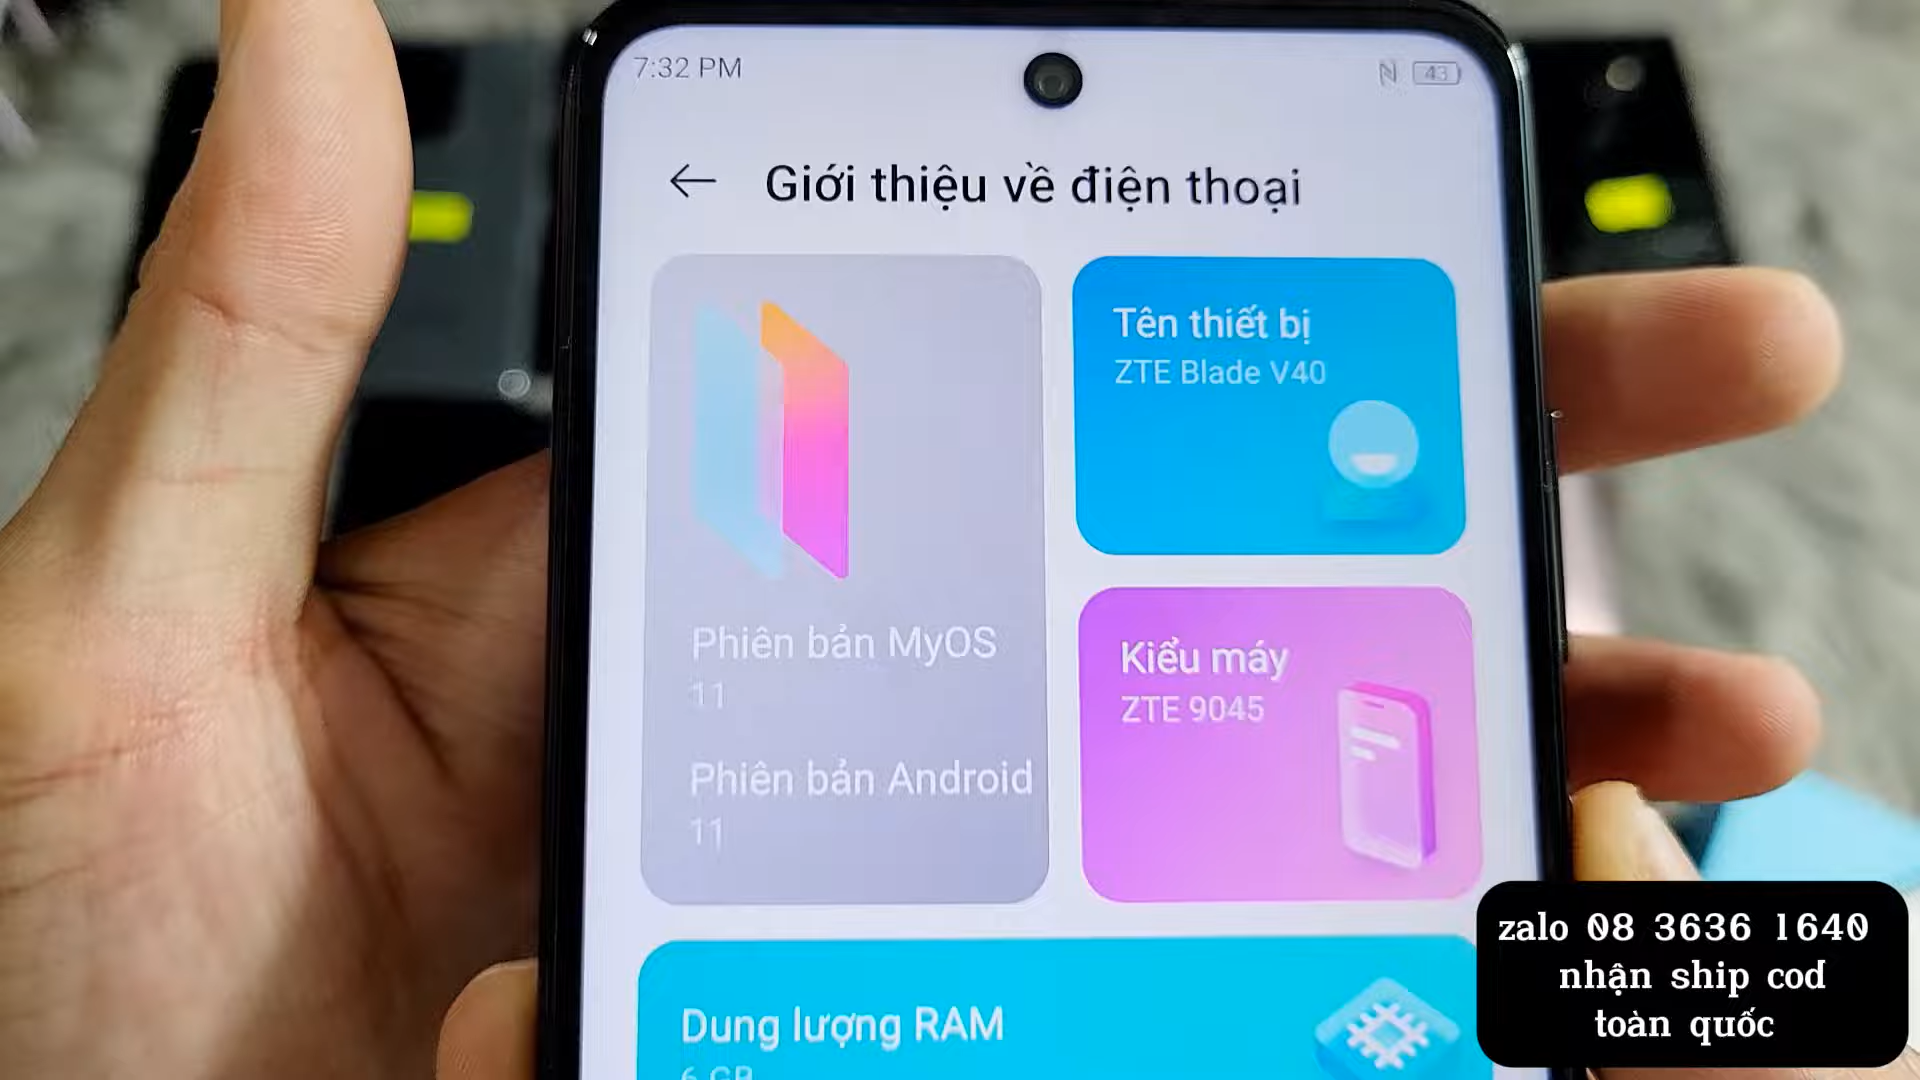 7:32 PM
43
Giới thiệu về điện thoại
Tên thiết bị
ZTE Blade V40
Phiên bản MyOS
11
Kiểu máy
ZTE 9045
Phiên bản Android
11
Dung lượng RAM
6 GB
zalo 08 3636 1640
nhận ship cod
toàn quốc